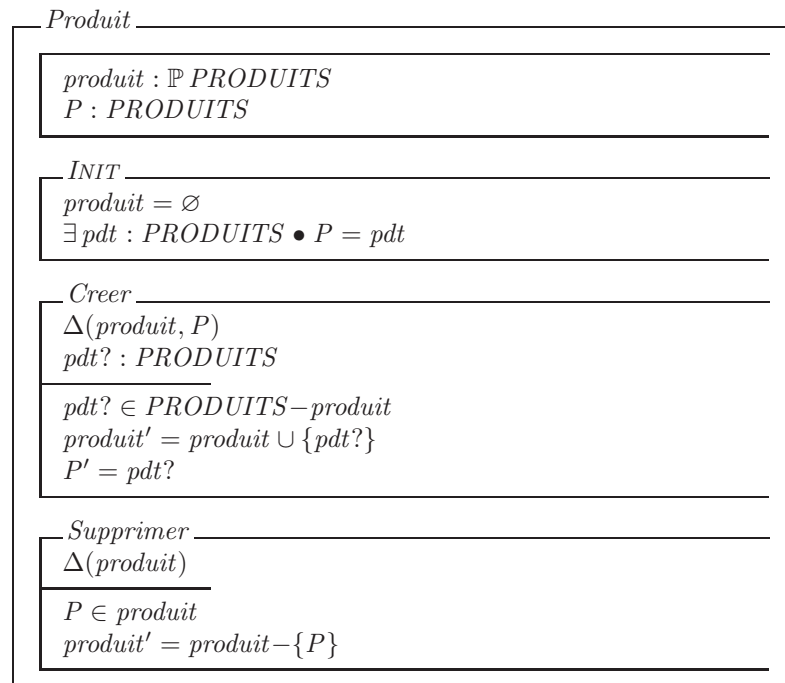 Produit
produit : ℙ PRODUITS
P : PRODUITS
INIT
produit = ∅
∃ pdt : PRODUITS • P = pdt
Creer
Δ(produit, P)
pdt? : PRODUITS
pdt? ∈ PRODUITS−produit
produit′ = produit ∪ {pdt?}
P′ = pdt?
Supprimer
Δ(produit)
P ∈ produit
produit′ = produit−{P}